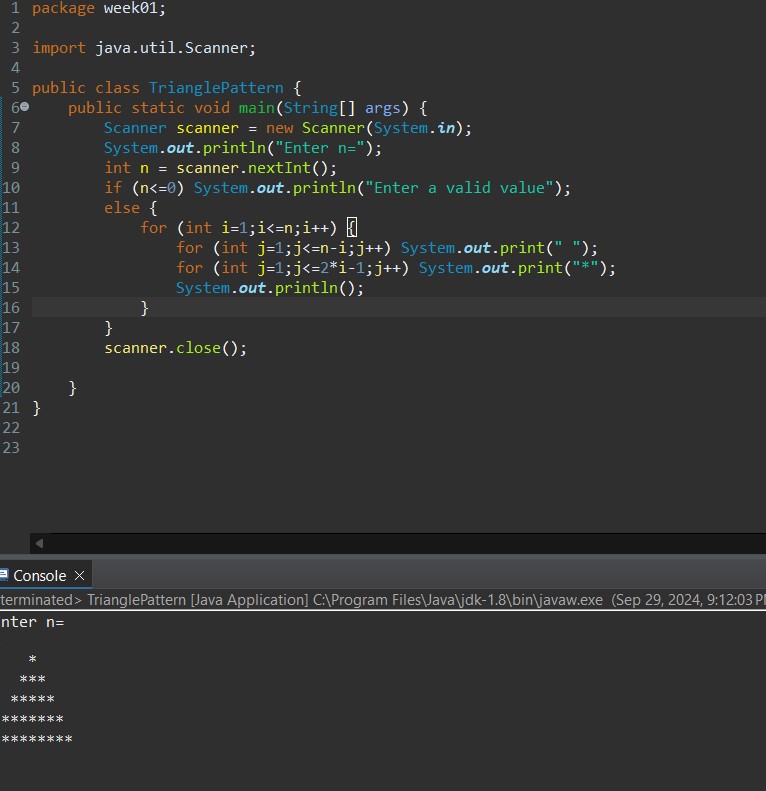 1 package week01;
2
3 import java.util.Scanner;
4
5 public class TrianglePattern {
6 public static void main(String[] args) {
7 Scanner scanner = new Scanner(System.in);
8 System.out.println("Enter n=");
9 int n = scanner.nextInt();
10 if (n<=0) System.out.println("Enter a valid value");
11 else {
12 for (int i=1;i<=n;i++) {
13 for (int j=1;j<=n-i;j++) System.out.print(" ");
14 for (int j=1;j<=2*i-1;j++) System.out.print("*");
15 System.out.println();
16 }
17 }
18 scanner.close();
19
20 }
21 }
22
23
Console
terminated> TrianglePattern [Java Application] C:\Program Files\Java\jdk-1.8\bin\javaw.exe (Sep 29, 2024, 9:12:03 PM
nter n=
*
***
*****
*******
********